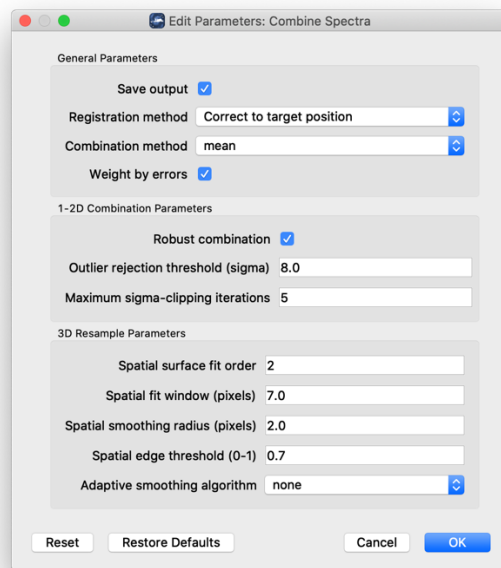 Edit Parameters: Combine Spectra
General Parameters
Save output
Registration method Correct to target position
Combination method mean
Weight by errors
1-2D Combination Parameters
Robust combination
Outlier rejection threshold (sigma) 8.0
Maximum sigma-clipping iterations 5
3D Resample Parameters
Spatial surface fit order 2
Spatial fit window (pixels) 7.0
Spatial smoothing radius (pixels) 2.0
Spatial edge threshold (0-1) 0.7
Adaptive smoothing algorithm none
Reset Restore Defaults Cancel OK